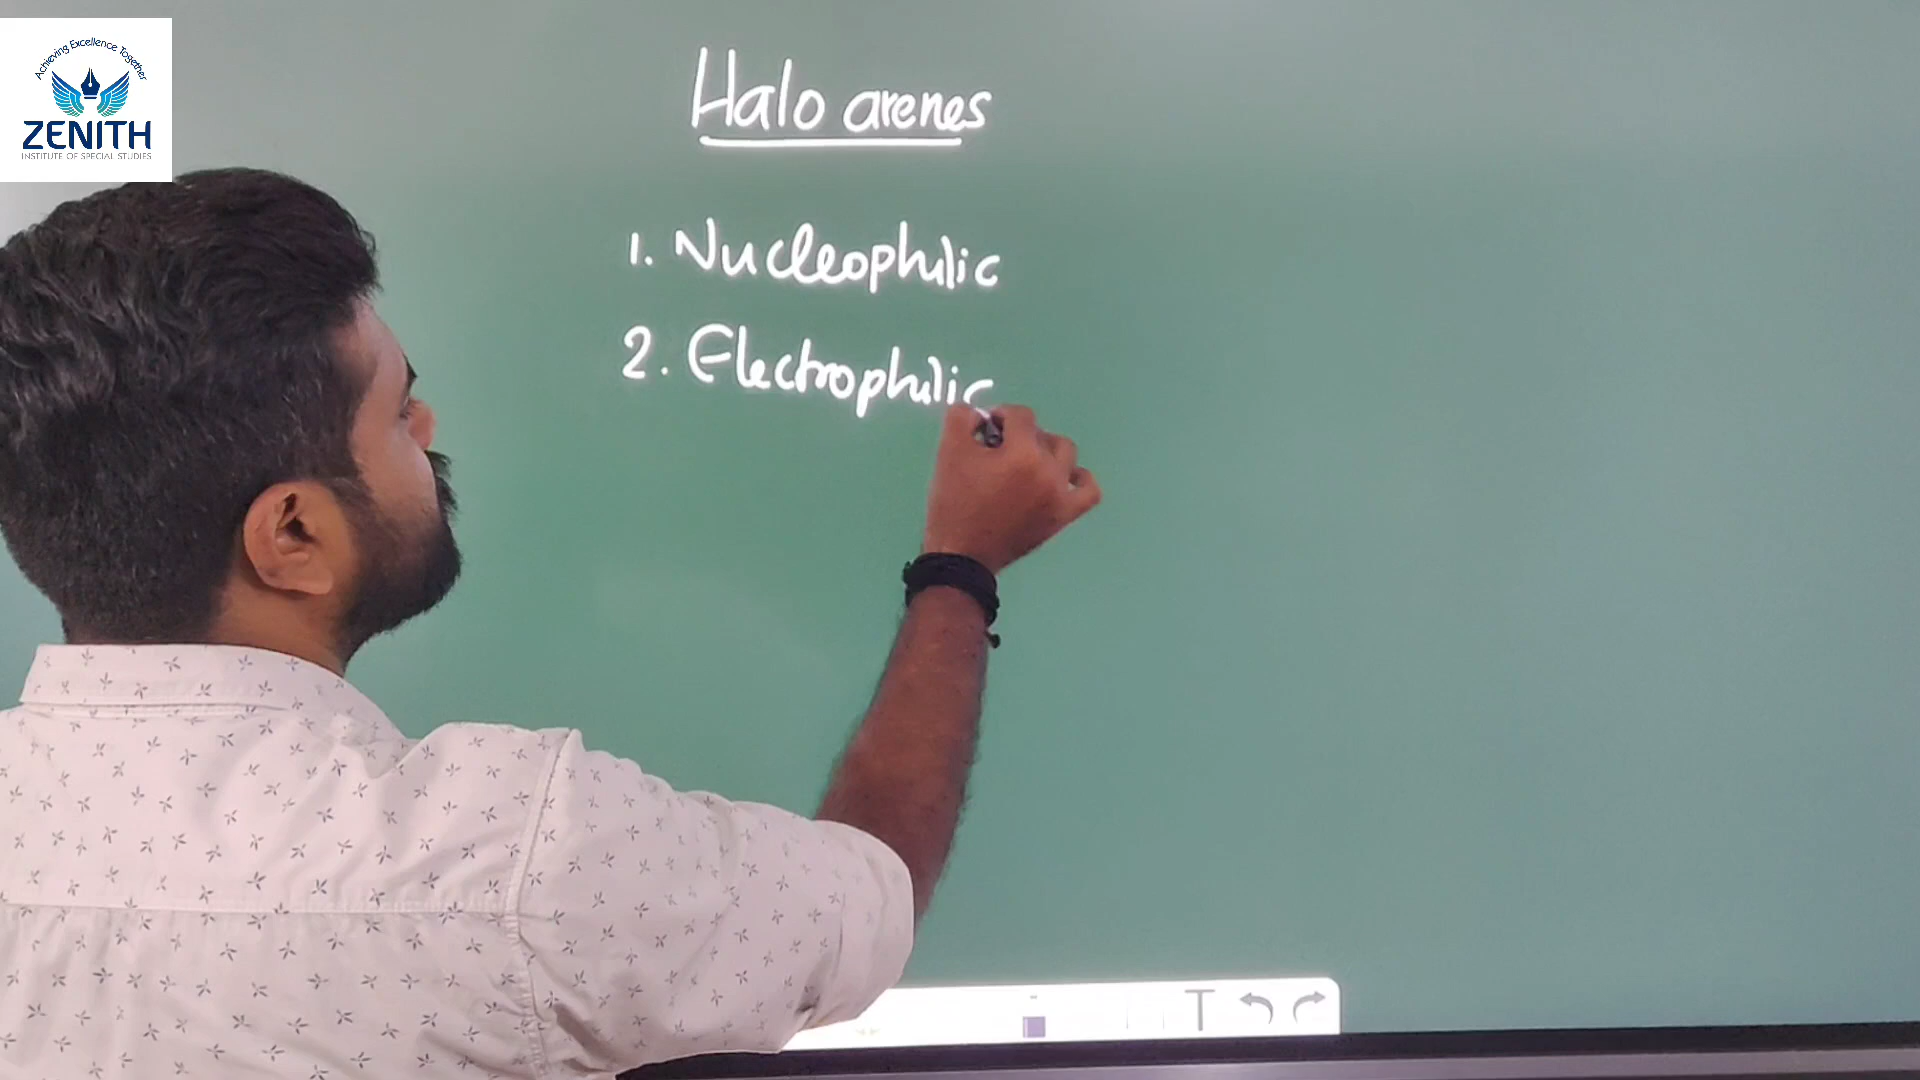 Achieving Excellence Together
ZENITH
INSTITUTE OF SPECIAL STUDIES
Halo arenes
1. Nucleophilic
2. Electrophilic
T